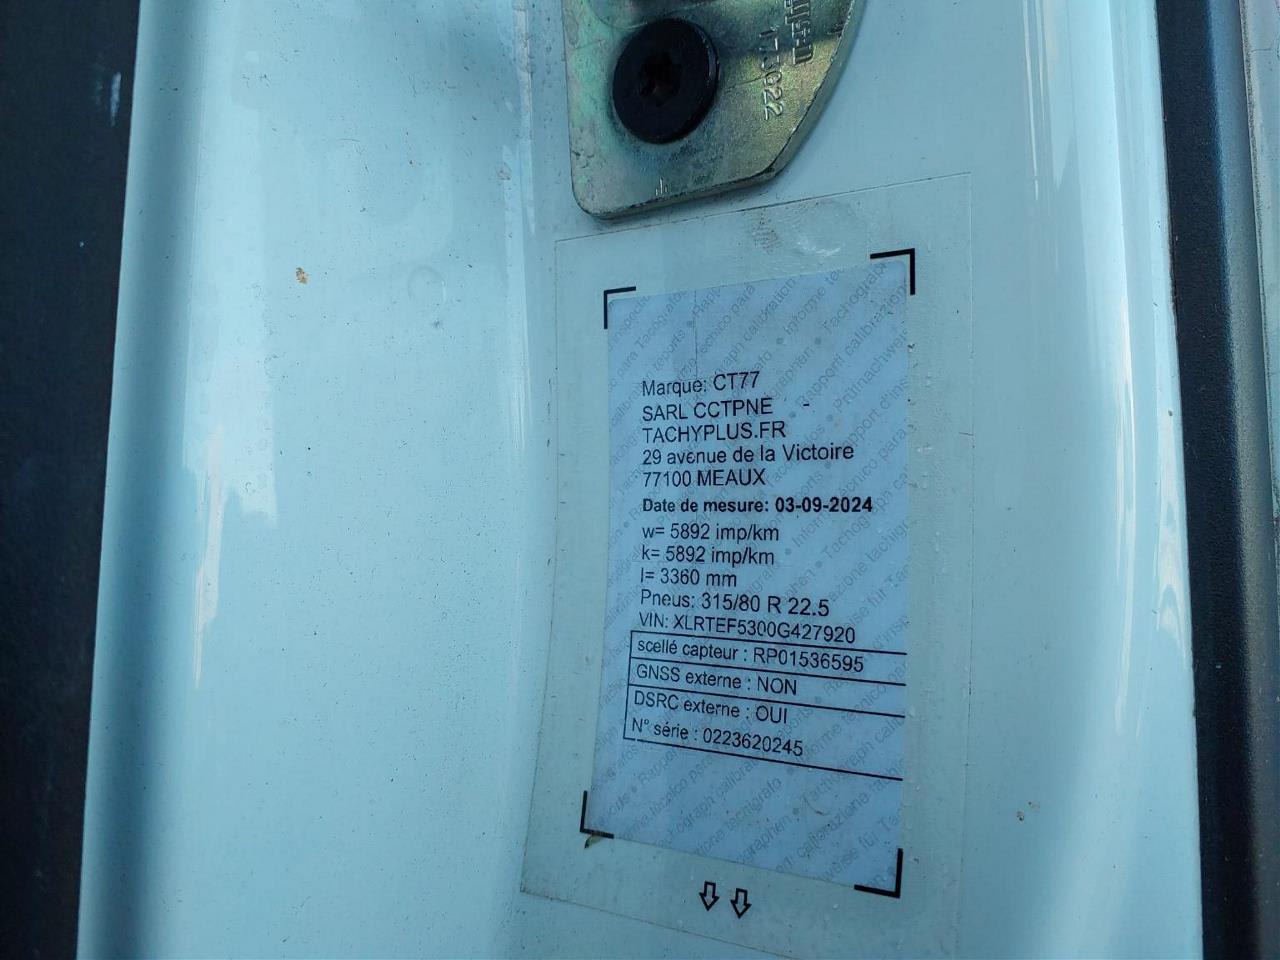 173022
Marque: CT77
SARL CCTPNE -
TACHYPLUS.FR
29 avenue de la Victoire
77100 MEAUX
Date de mesure: 03-09-2024
w= 5892 imp/km
k= 5892 imp/km
l= 3360 mm
Pneus: 315/80 R 22.5
VIN: XLRTEF5300G427920
scellé capteur : RP01536595
GNSS externe : NON
DSRC externe : OUI
N° série : 0223620245